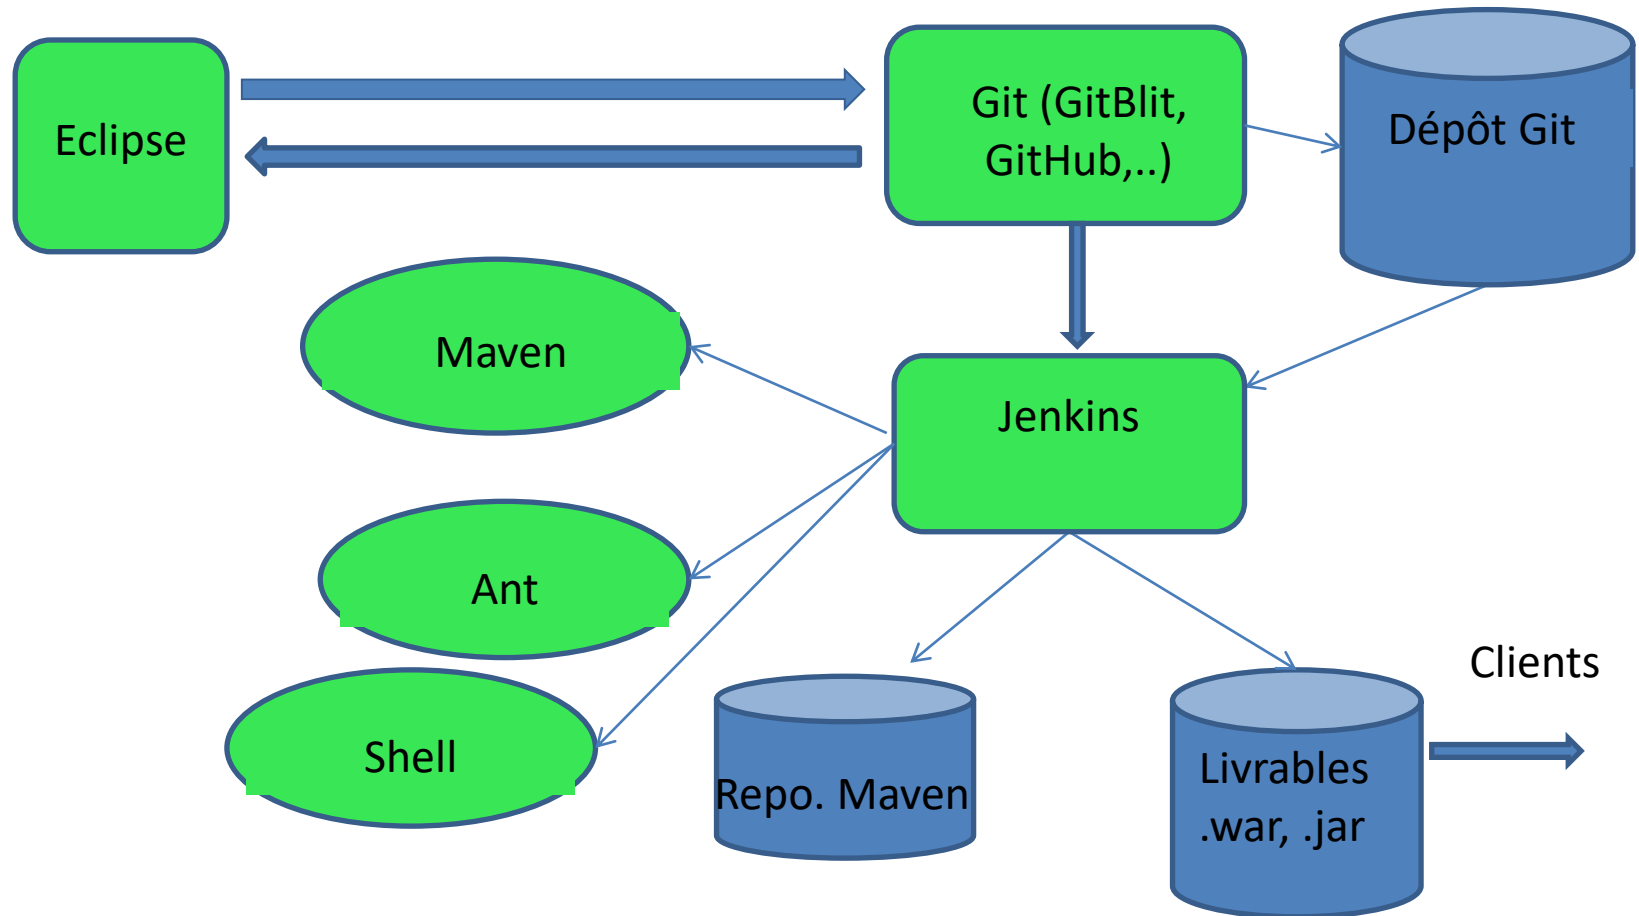 Eclipse
Git (GitBlit,
GitHub,..)
Dépôt Git
Maven
Jenkins
Ant
Shell
Repo. Maven
Livrables
.war, .jar
Clients